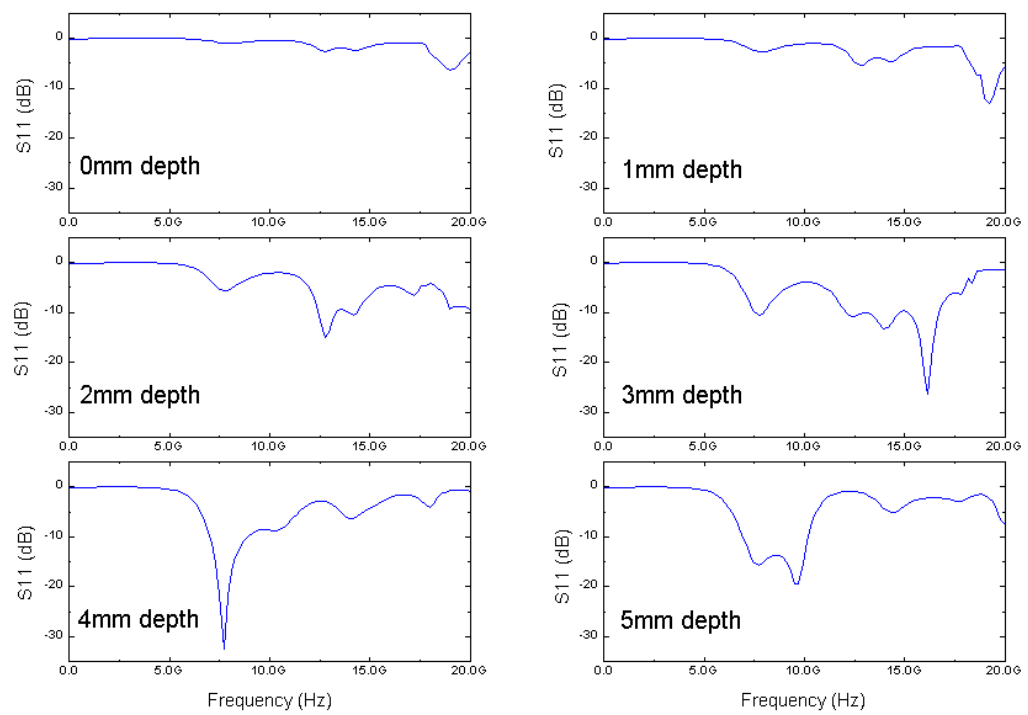 0
-10
-20
-30
S11 (dB)
0mm depth
0.0 5.0G 10.0G 15.0G 20.0G
0
-10
-20
-30
S11 (dB)
1mm depth
0.0 5.0G 10.0G 15.0G 20.0G
0
-10
-20
-30
S11 (dB)
2mm depth
0.0 5.0G 10.0G 15.0G 20.0G
0
-10
-20
-30
S11 (dB)
3mm depth
0.0 5.0G 10.0G 15.0G 20.0G
0
-10
-20
-30
S11 (dB)
4mm depth
0.0 5.0G 10.0G 15.0G 20.0G
Frequency (Hz)
0
-10
-20
-30
S11 (dB)
5mm depth
0.0 5.0G 10.0G 15.0G 20.0G
Frequency (Hz)